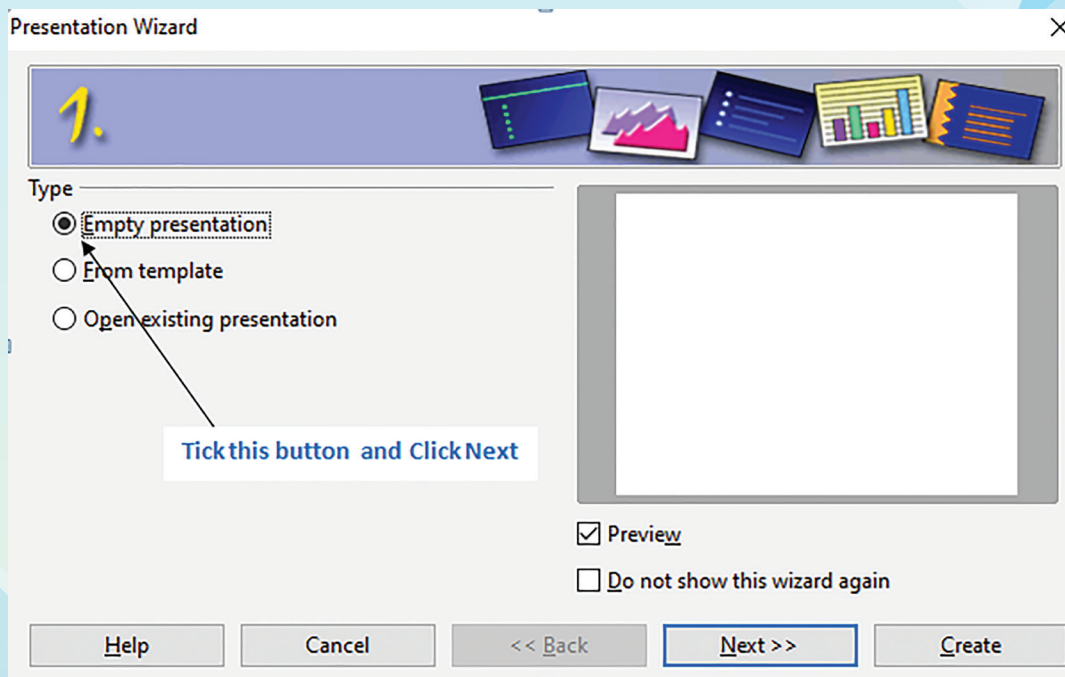 Presentation Wizard
1.
Type
Empty presentation
From template
Open existing presentation
Tick this button and Click Next
Preview
Do not show this wizard again
Help
Cancel
<< Back
Next >>
Create